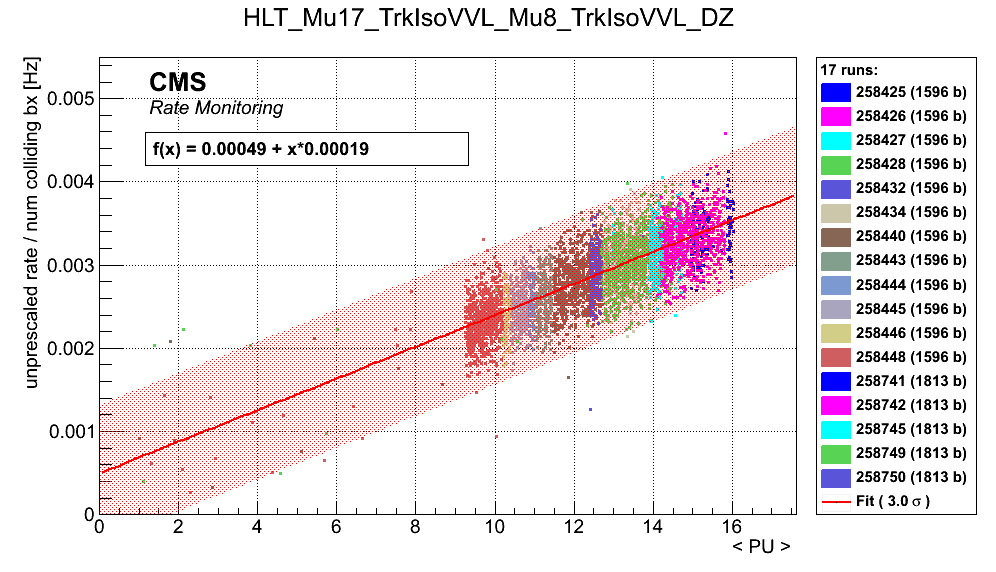 HLT_Mu17_TrkIsoVVL_Mu8_TrkIsoVVL_DZ
unprescaled rate / num colliding bx [Hz]
CMS
Rate Monitoring
f(x) = 0.00049 + x*0.00019
0.005
0.004
0.003
0.002
0.001
0
0 2 4 6 8 10 12 14 16
< PU >
17 runs:
258425 (1596 b)
258426 (1596 b)
258427 (1596 b)
258428 (1596 b)
258432 (1596 b)
258434 (1596 b)
258440 (1596 b)
258443 (1596 b)
258444 (1596 b)
258445 (1596 b)
258446 (1596 b)
258448 (1596 b)
258741 (1813 b)
258742 (1813 b)
258745 (1813 b)
258749 (1813 b)
258750 (1813 b)
Fit ( 3.0 σ )